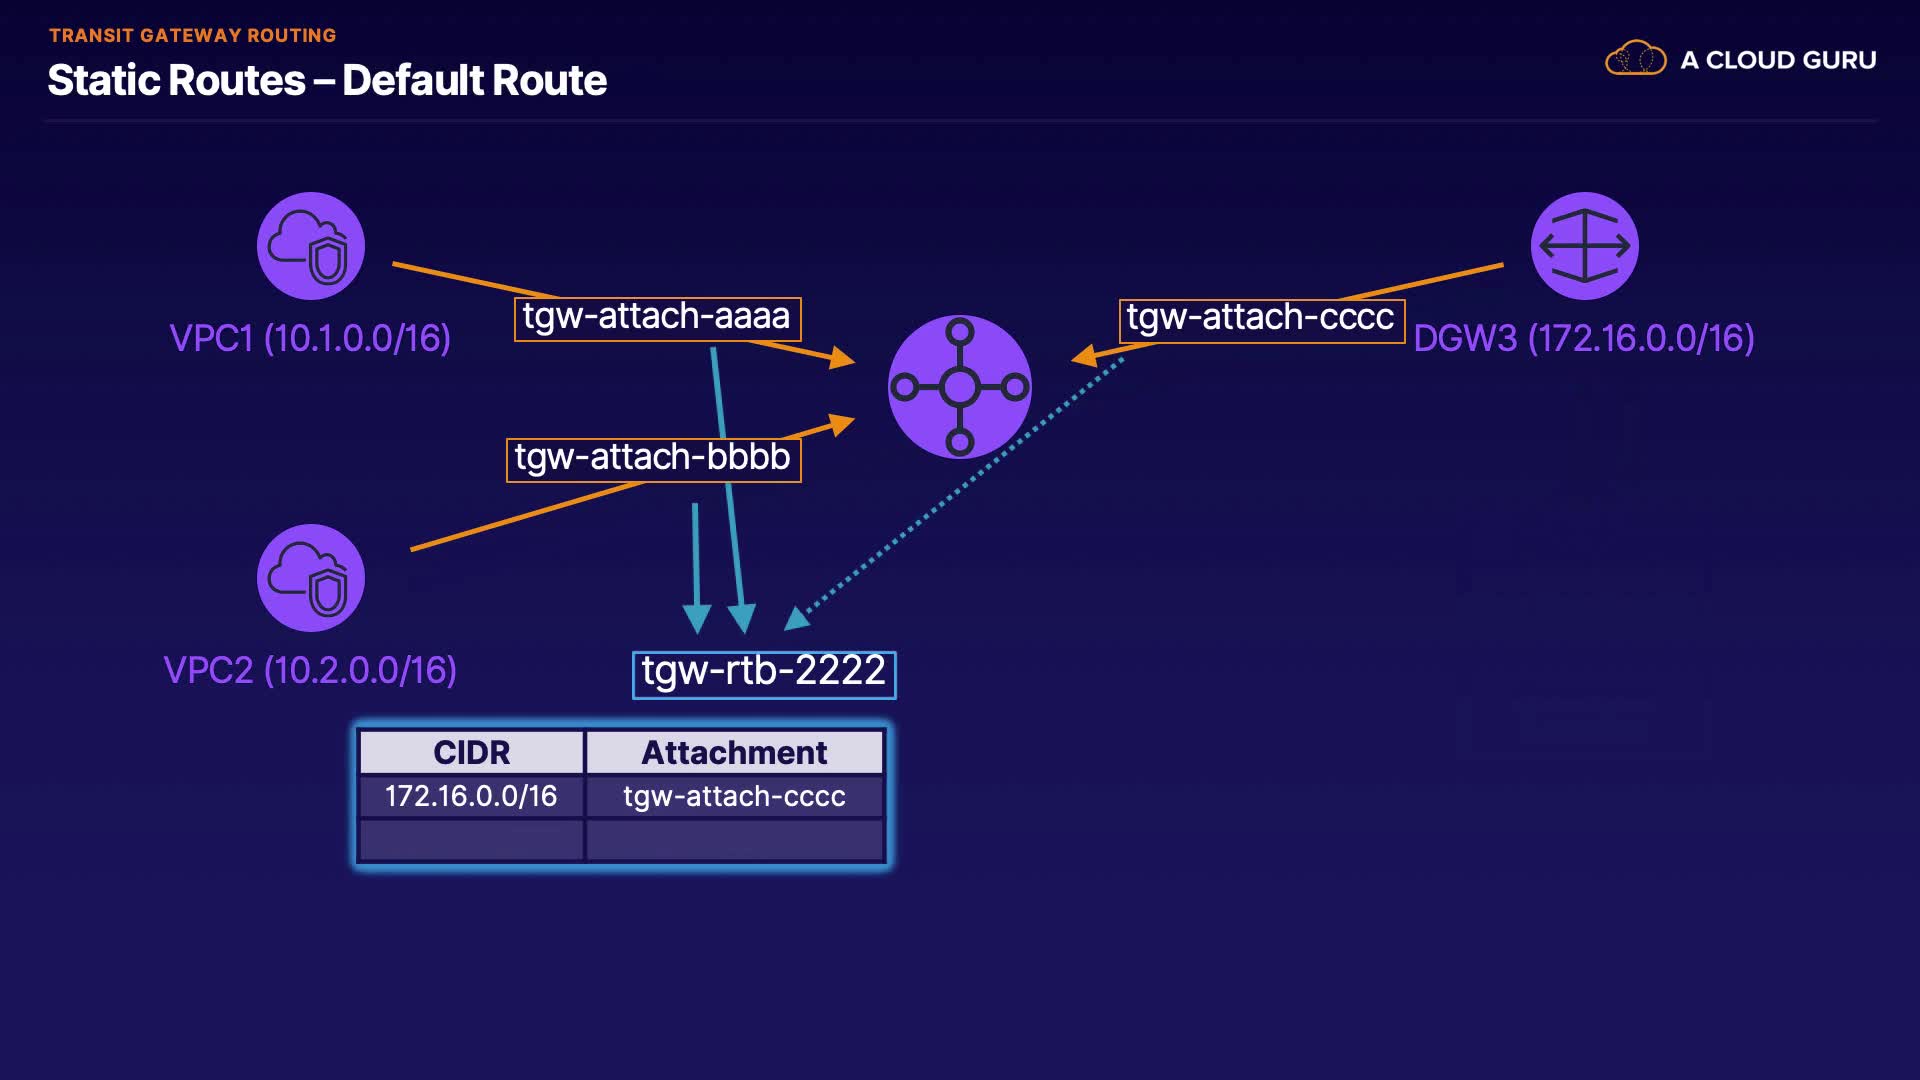 TRANSIT GATEWAY ROUTING
Static Routes – Default Route
A CLOUD GURU
tgw-attach-aaaa
tgw-attach-cccc
VPC1 (10.1.0.0/16)
DGW3 (172.16.0.0/16)
tgw-attach-bbbb
VPC2 (10.2.0.0/16)
tgw-rtb-2222
CIDR Attachment
172.16.0.0/16 tgw-attach-cccc